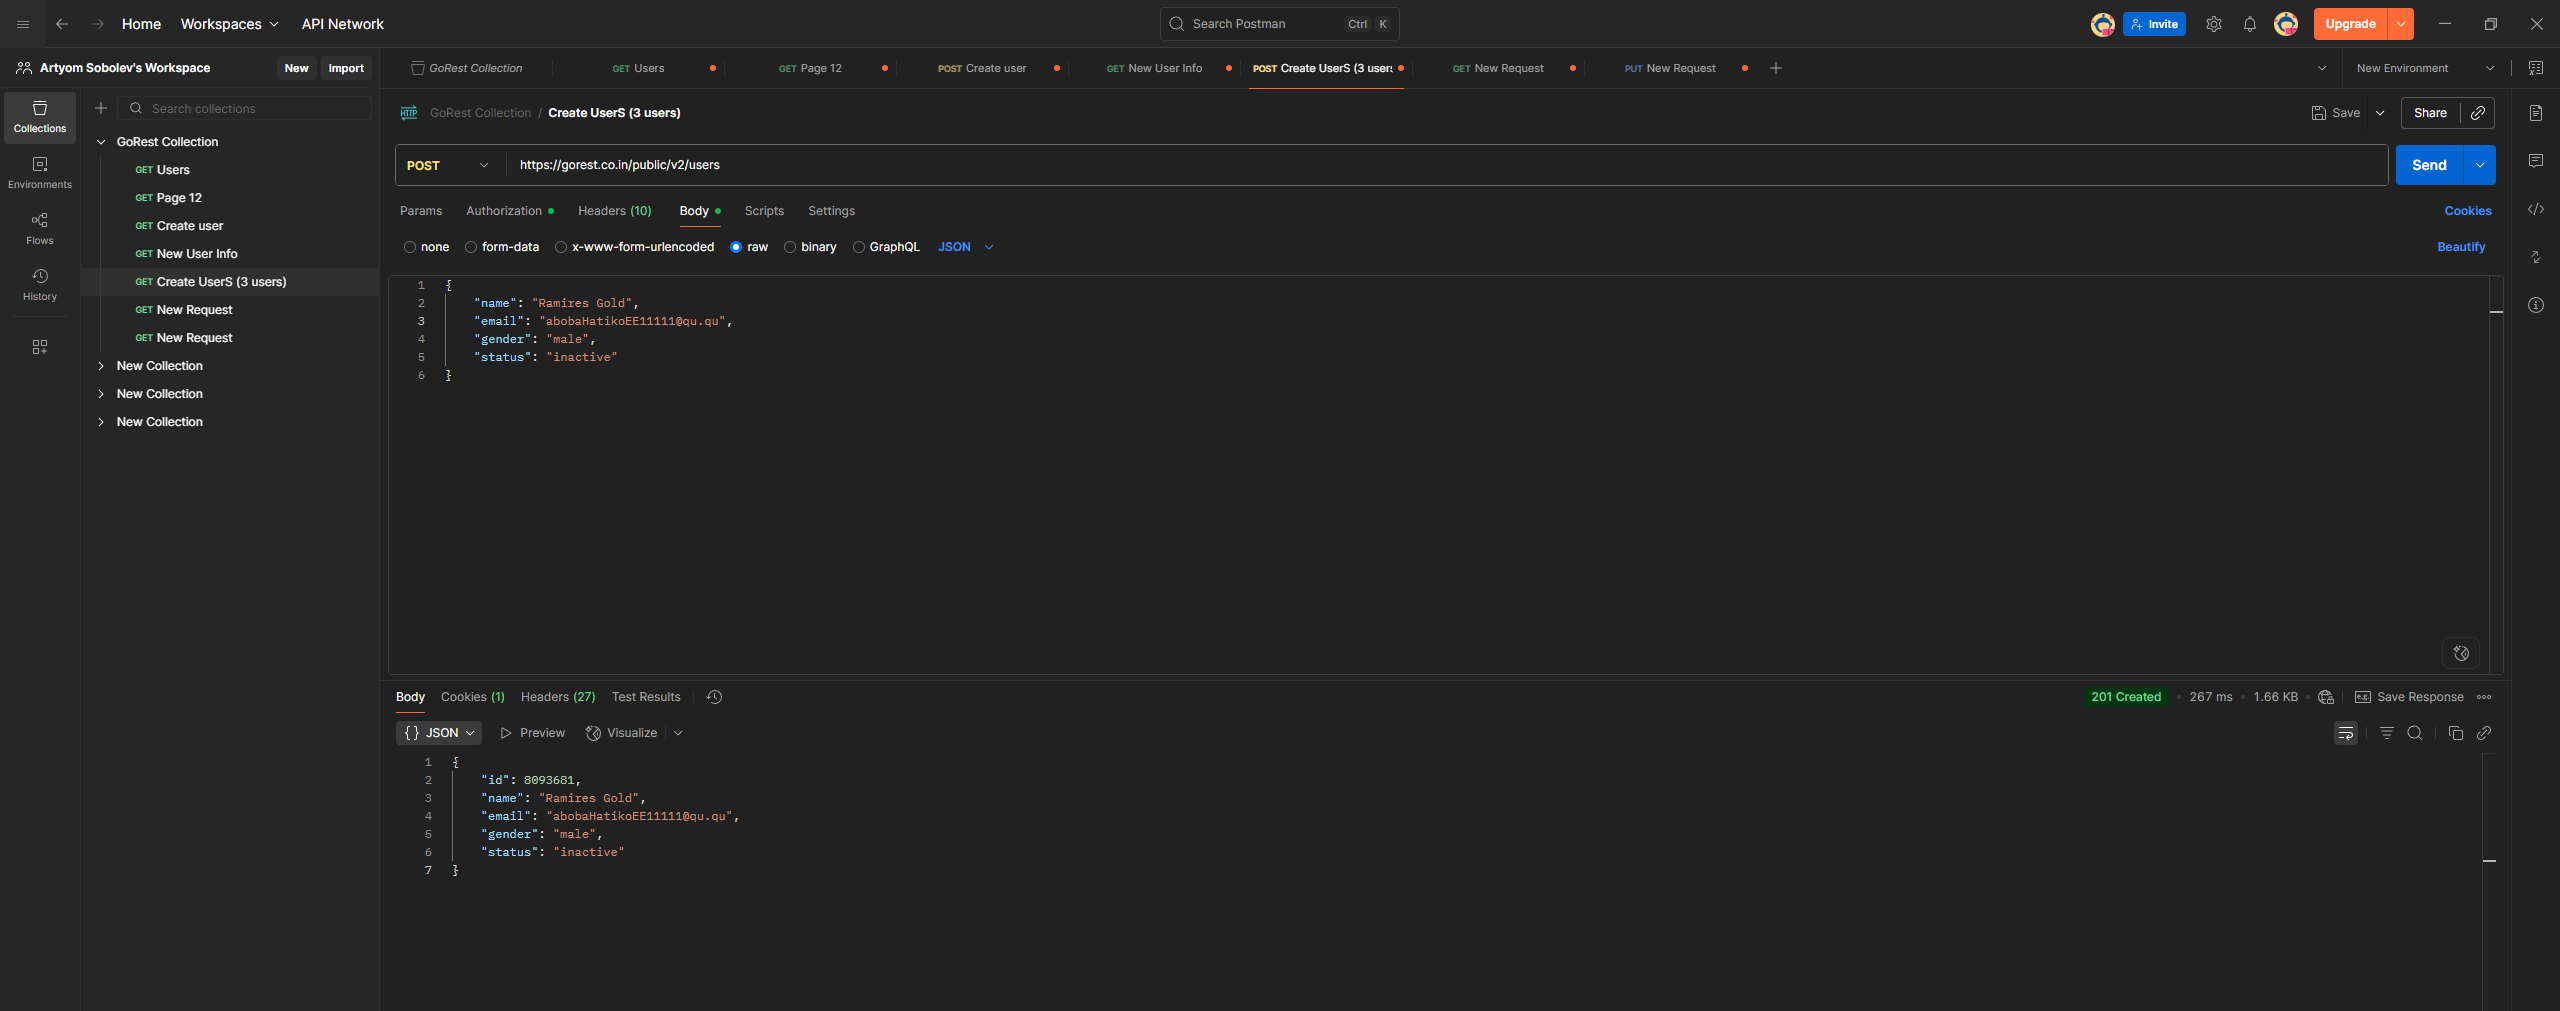 Home Workspaces API Network Search Postman Ctrl K Invite Upgrade
Artyom Sobolev's Workspace New Import
GoRest Collection GET Users GET Page 12 POST Create user GET New User Info POST Create UserS (3 users GET New Request PUT New Request New Environment
Collections
Environments
Flows
History
Search collections
GoRest Collection
GET Users
GET Page 12
GET Create user
GET New User Info
GET Create UserS (3 users)
GET New Request
GET New Request
New Collection
New Collection
New Collection
HTTP GoRest Collection / Create UserS (3 users) Save Share
POST https://gorest.co.in/public/v2/users Send
Params Authorization Headers (10) Body Scripts Settings Cookies
none form-data x-www-form-urlencoded raw binary GraphQL JSON Beautify
1 {
2 "name": "Ramires Gold",
3 "email": "abobaHatikoEE11111@qu.qu",
4 "gender": "male",
5 "status": "inactive"
6 }
Body Cookies (1) Headers (27) Test Results 201 Created 267 ms 1.66 KB e.g. Save Response
{} JSON Preview Visualize
1 {
2 "id": 8093681,
3 "name": "Ramires Gold",
4 "email": "abobaHatikoEE11111@qu.qu",
5 "gender": "male",
6 "status": "inactive"
7 }